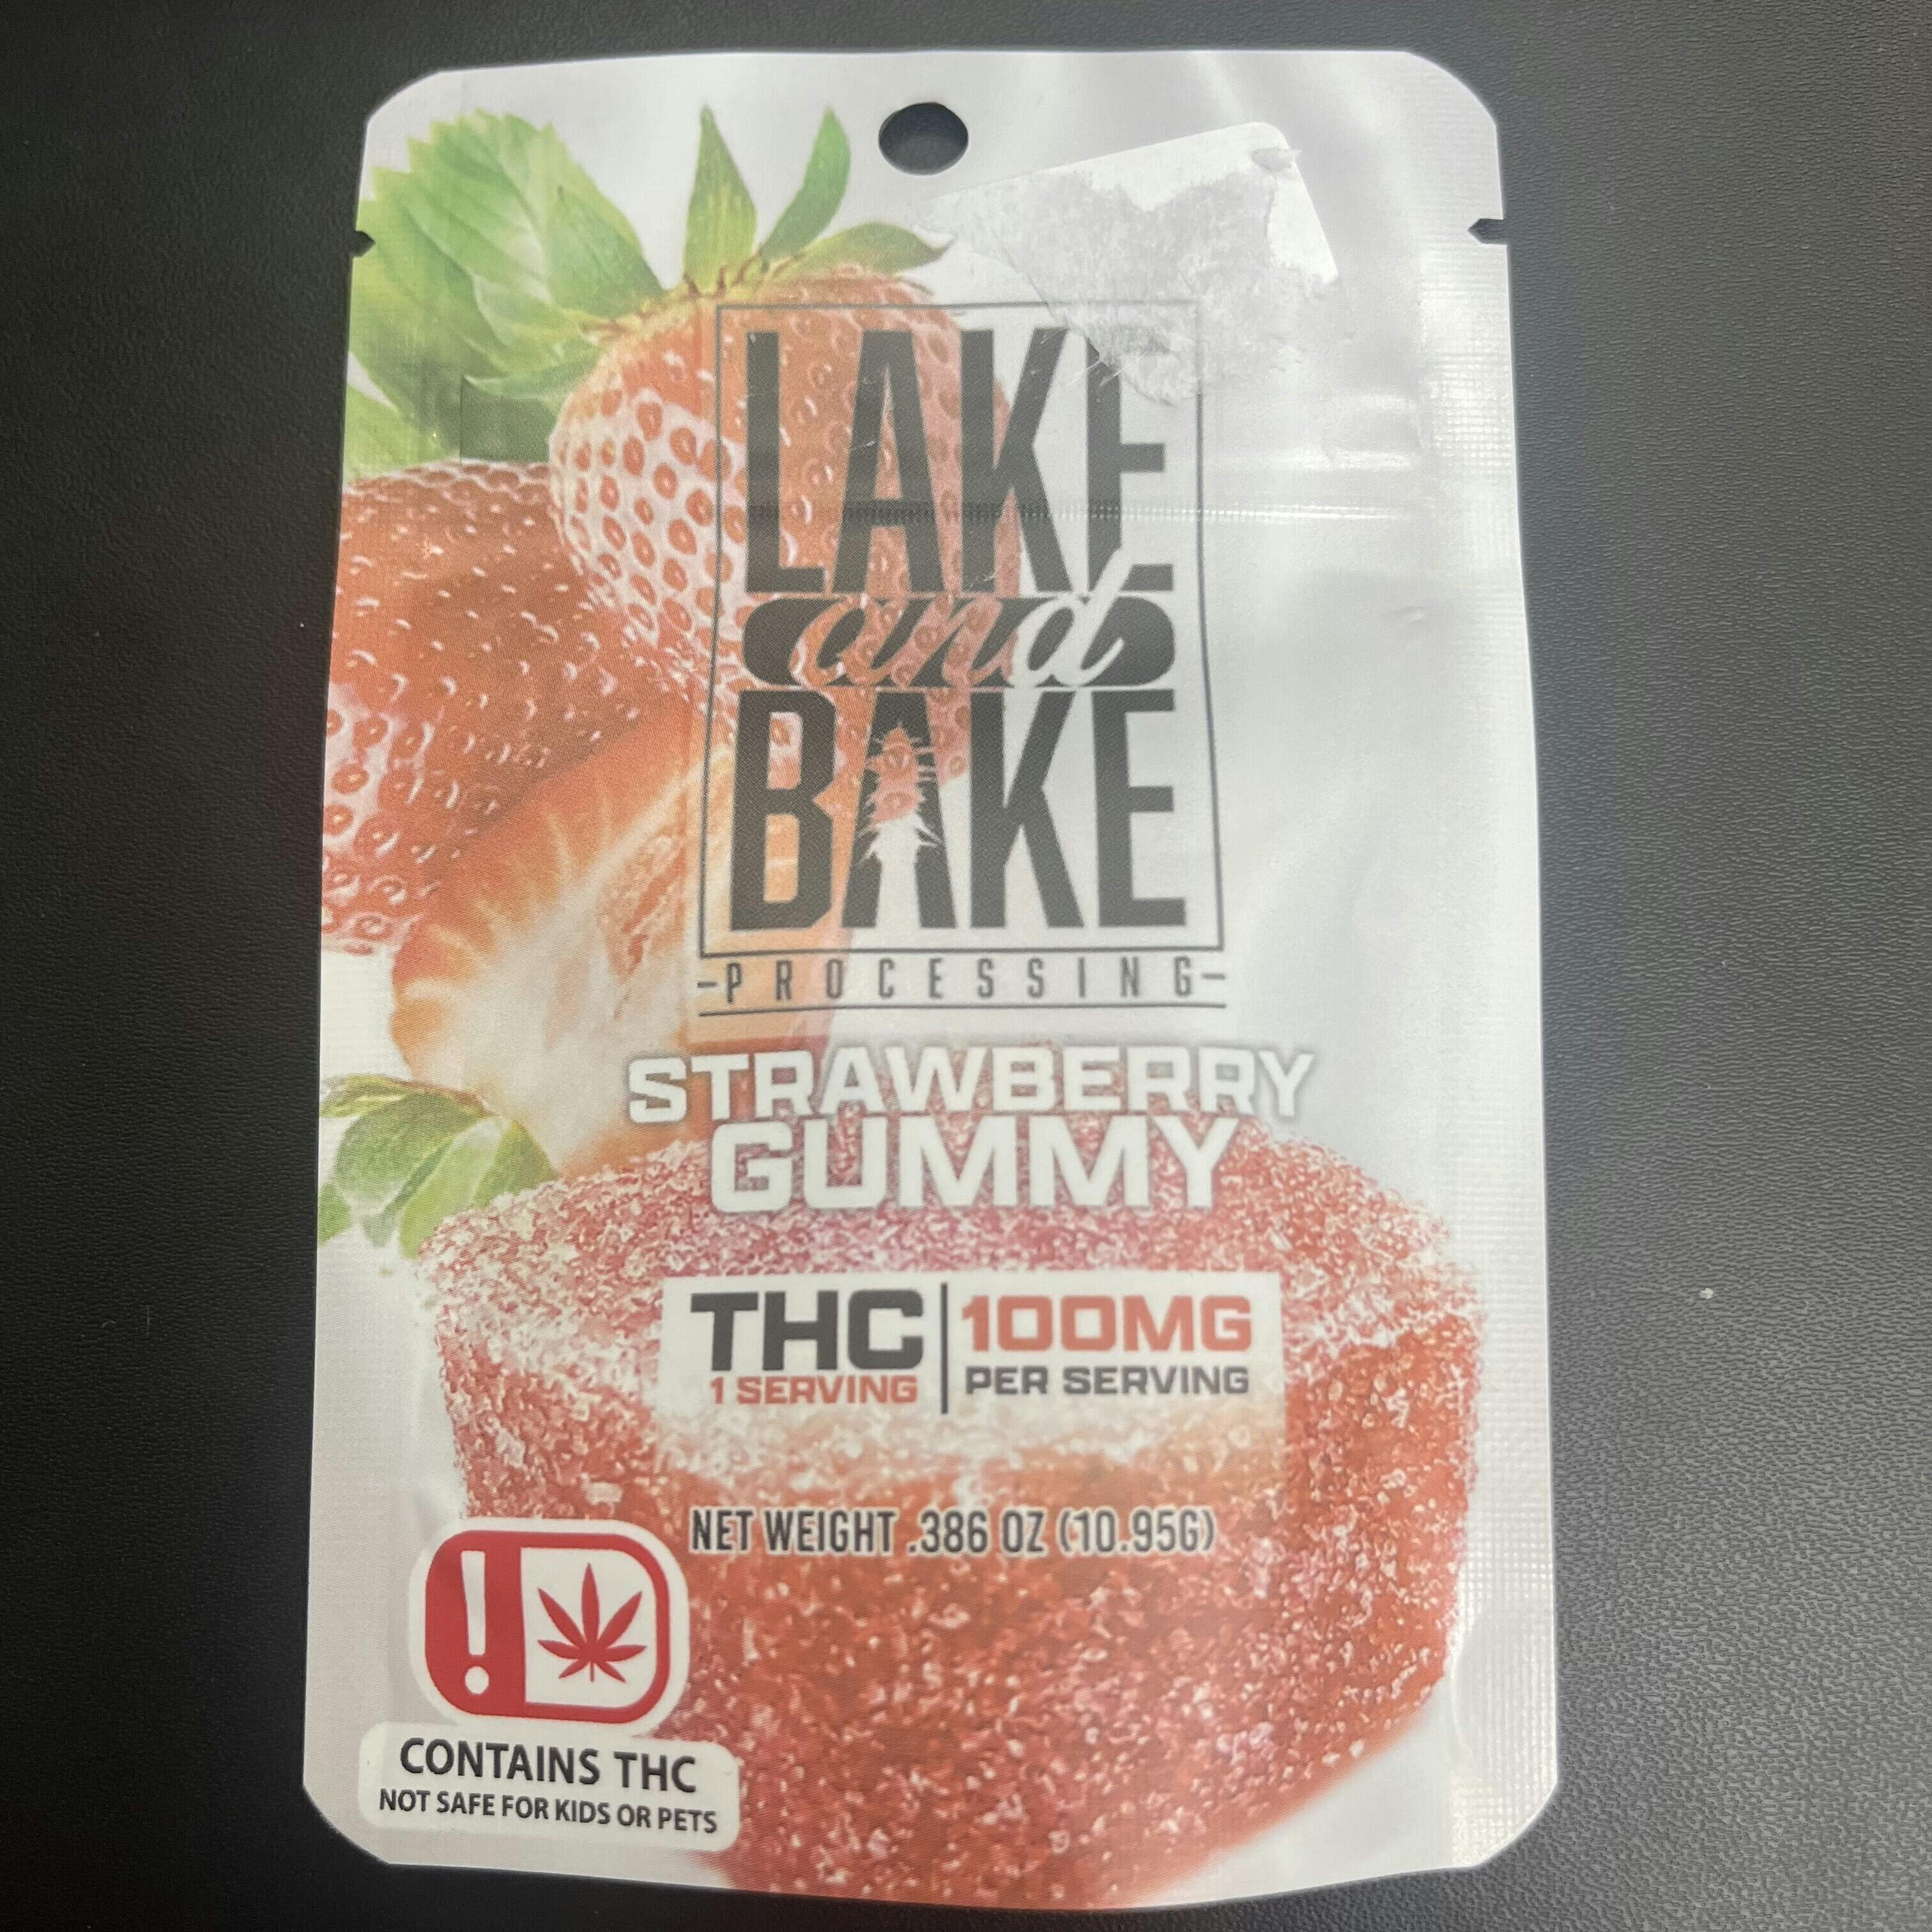 LAKE
and
BAKE
-PROCESSING-
STRAWBERRY
GUMMY
THC
1 SERVING
100MG
PER SERVING
NET WEIGHT .386 OZ (10.95G)
!
CONTAINS THC
NOT SAFE FOR KIDS OR PETS